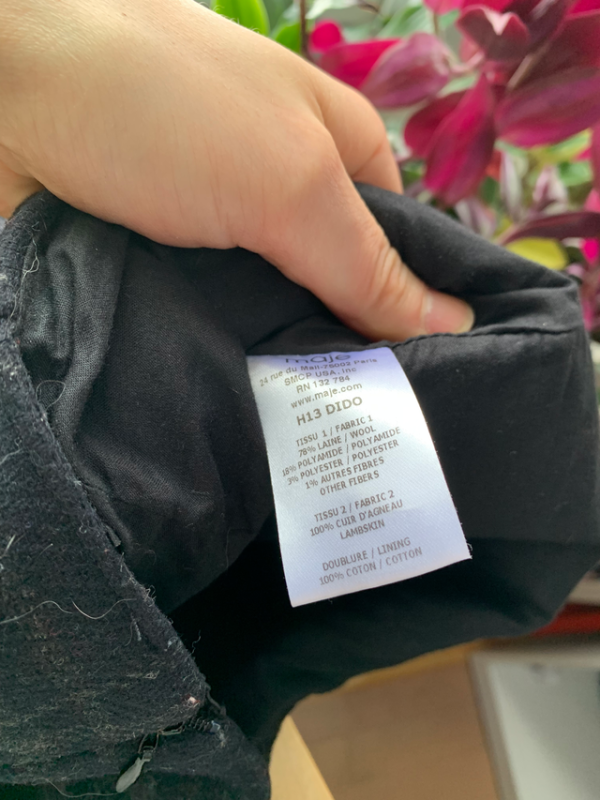 maje
24 rue du Mail-75002 Paris
SMCP USA, Inc
RN 132 784
www.maje.com
H13 DIDO
TISSU 1 / FABRIC 1
78% LAINE / WOOL
18% POLYAMIDE / POLYAMIDE
3% POLYESTER / POLYESTER
1% AUTRES FIBRES
OTHER FIBERS
TISSU 2 / FABRIC 2
100% CUIR D'AGNEAU
LAMBSKIN
DOUBLURE / LINING
100% COTON / COTTON